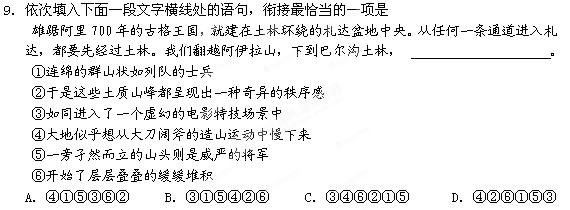 9. 依次填入下面一段文字横线处的语句，衔接最恰当的一项是
雄踞阿里 700 年的古格王国，就建在土林环绕的札达盆地中央。从任何一条通道进入札
达，都要先经过土林。我们翻越阿伊拉山，下到巴尔沟土林，____________________。
①连绵的群山状如列队的士兵
②于是这些土质山峰都呈现出一种奇异的秩序感
③如同进入了一个虚幻的电影特技场景中
④大地似乎想从大刀阔斧的造山运动中慢下来
⑤一旁孑然而立的山头则是威严的将军
⑥开始了层层叠叠的缓缓堆积
A. ④①⑤③⑥② B. ③①⑤④②⑥ C. ③④⑥②①⑤ D. ④②⑥①⑤③